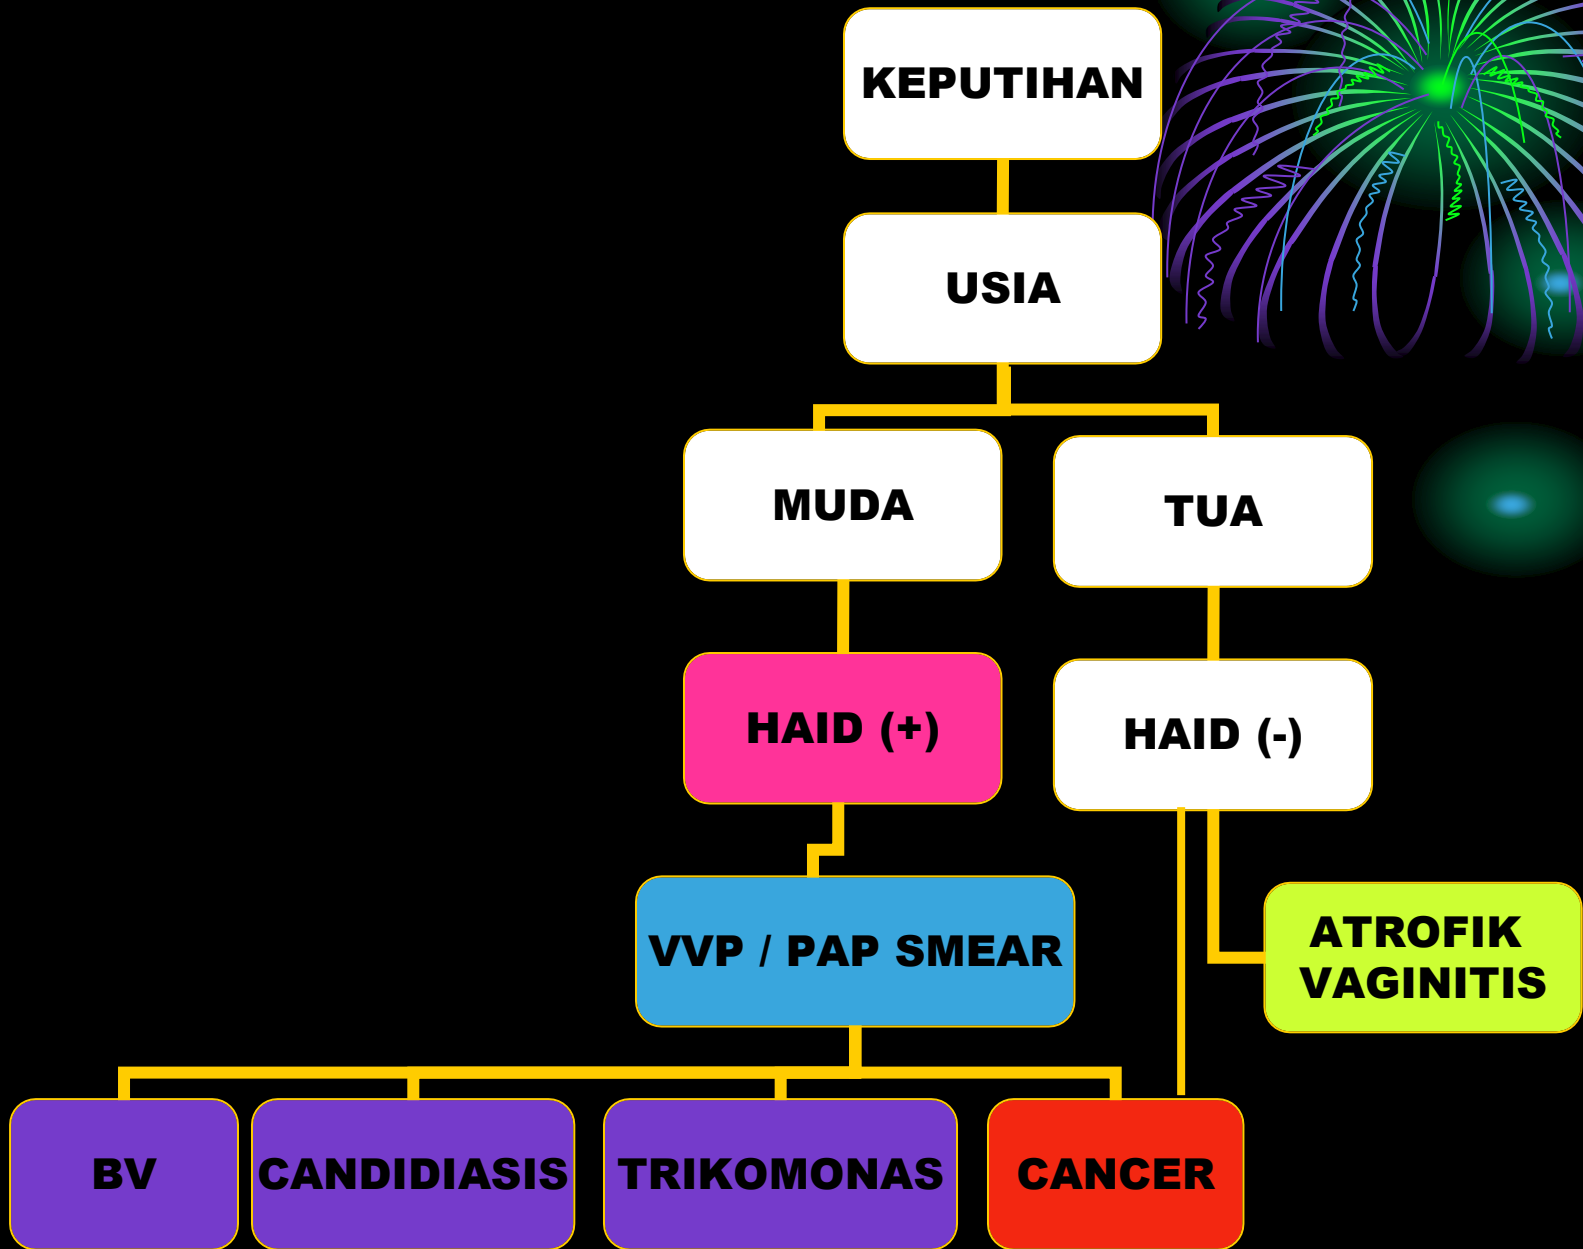 KEPUTIHAN
USIA
MUDA
TUA
HAID (+)
HAID (-)
VVP / PAP SMEAR
ATROFIK
VAGINITIS
BV
CANDIDIASIS
TRIKOMONAS
CANCER